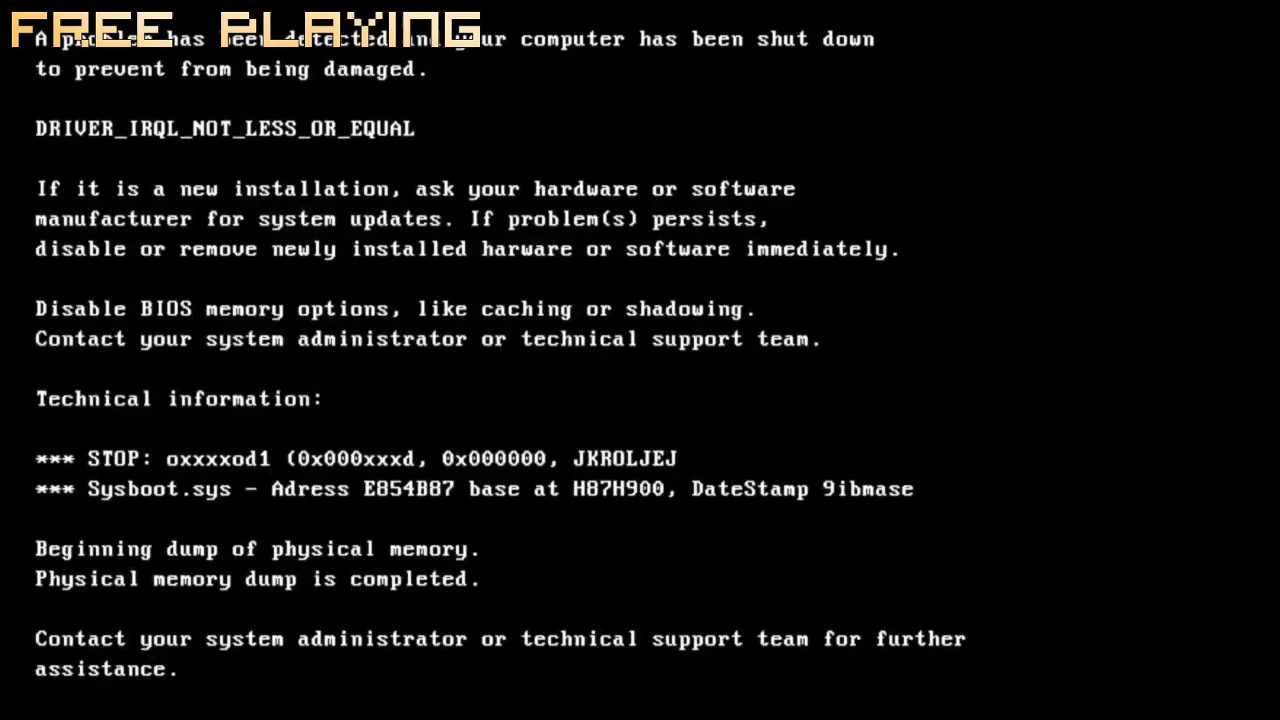 FREE PLAYING
A problem has been detected and your computer has been shut down
to prevent from being damaged.
DRIVER_IRQL_NOT_LESS_OR_EQUAL
If it is a new installation, ask your hardware or software
manufacturer for system updates. If problem(s) persists,
disable or remove newly installed harware or software immediately.
Disable BIOS memory options, like caching or shadowing.
Contact your system administrator or technical support team.
Technical information:
*** STOP: oxxxxod1 (0x000xxxd, 0x000000, JKROLJEJ
*** Sysboot.sys - Adress E854B87 base at H87H900, DateStamp 9ibmase
Beginning dump of physical memory.
Physical memory dump is completed.
Contact your system administrator or technical support team for further
assistance.